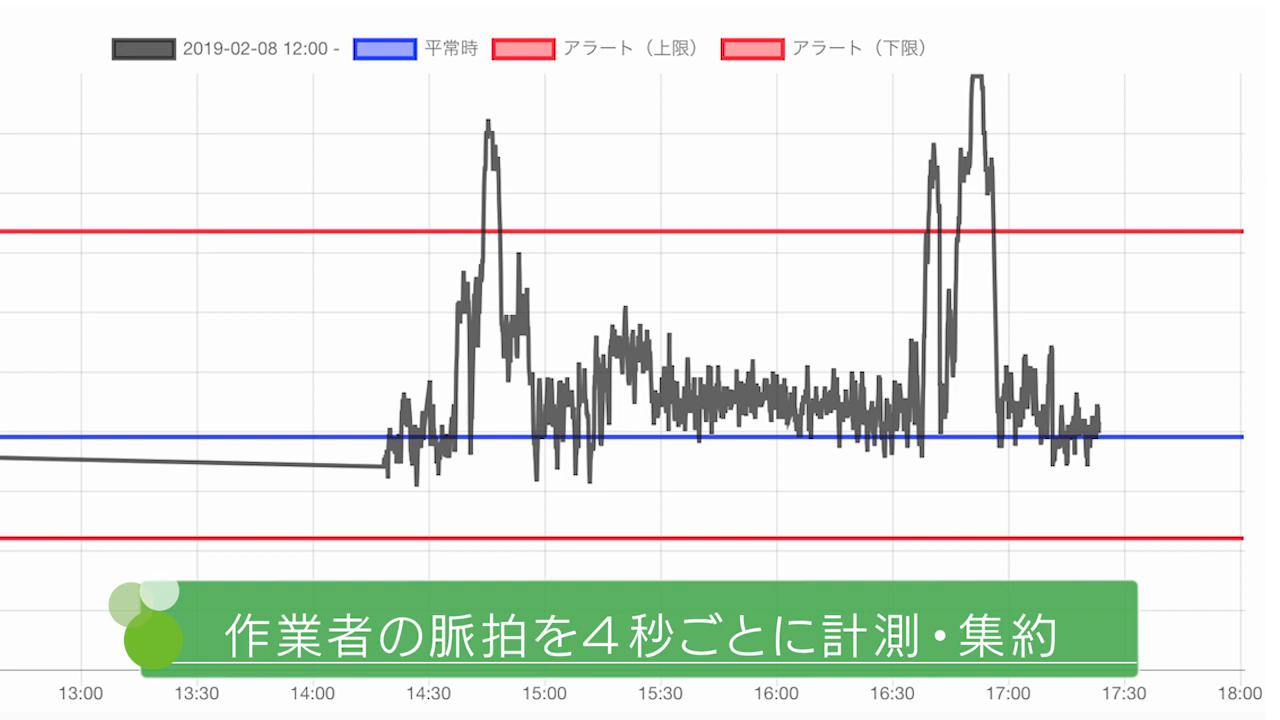 2019-02-08 12:00 - 平常時 アラート（上限） アラート（下限）
作業者の脈拍を４秒ごとに計測・集約
13:00 13:30 14:00 14:30 15:00 15:30 16:00 16:30 17:00 17:30 18:00